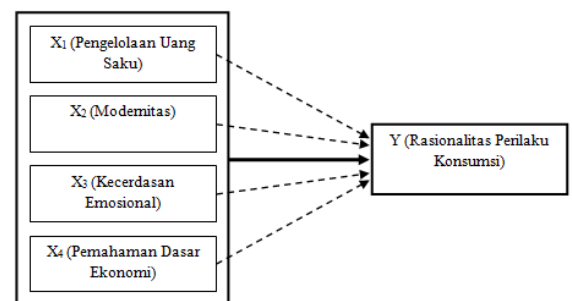 X₁ (Pengelolaan Uang
Saku)
X₂ (Modernitas)
X₃ (Kecerdasan
Emosional)
X₄ (Pemahaman Dasar
Ekonomi)
Y (Rasionalitas Perilaku
Konsumsi)